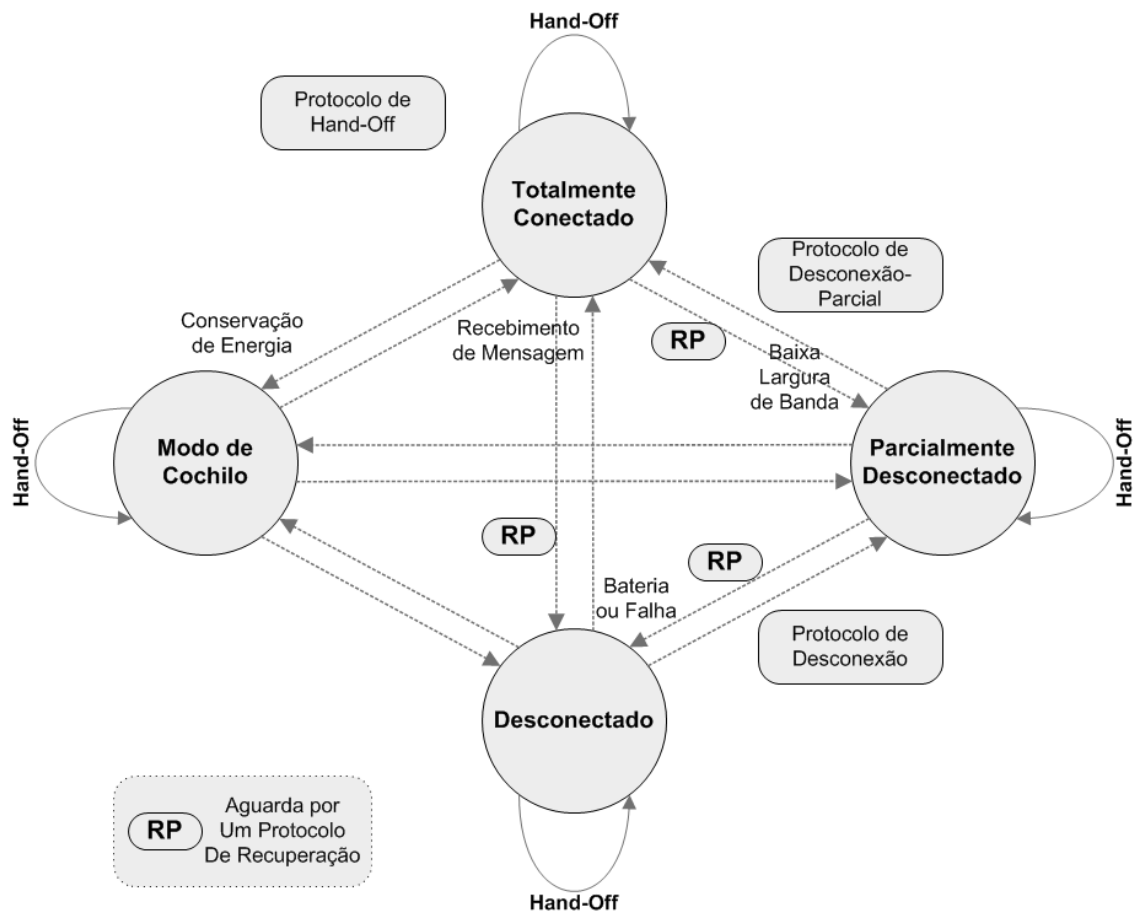 Hand-Off
Protocolo de
Hand-Off
Totalmente
Conectado
Protocolo de
Desconexão-
Parcial
Conservação
de Energia
Recebimento
de Mensagem
RP
Baixa
Largura
de Banda
Hand-Off
Modo de
Cochilo
Parcialmente
Desconectado
Hand-Off
RP
RP
Bateria
ou Falha
Protocolo de
Desconexão
Desconectado
RP
Aguarda por
Um Protocolo
De Recuperação
Hand-Off